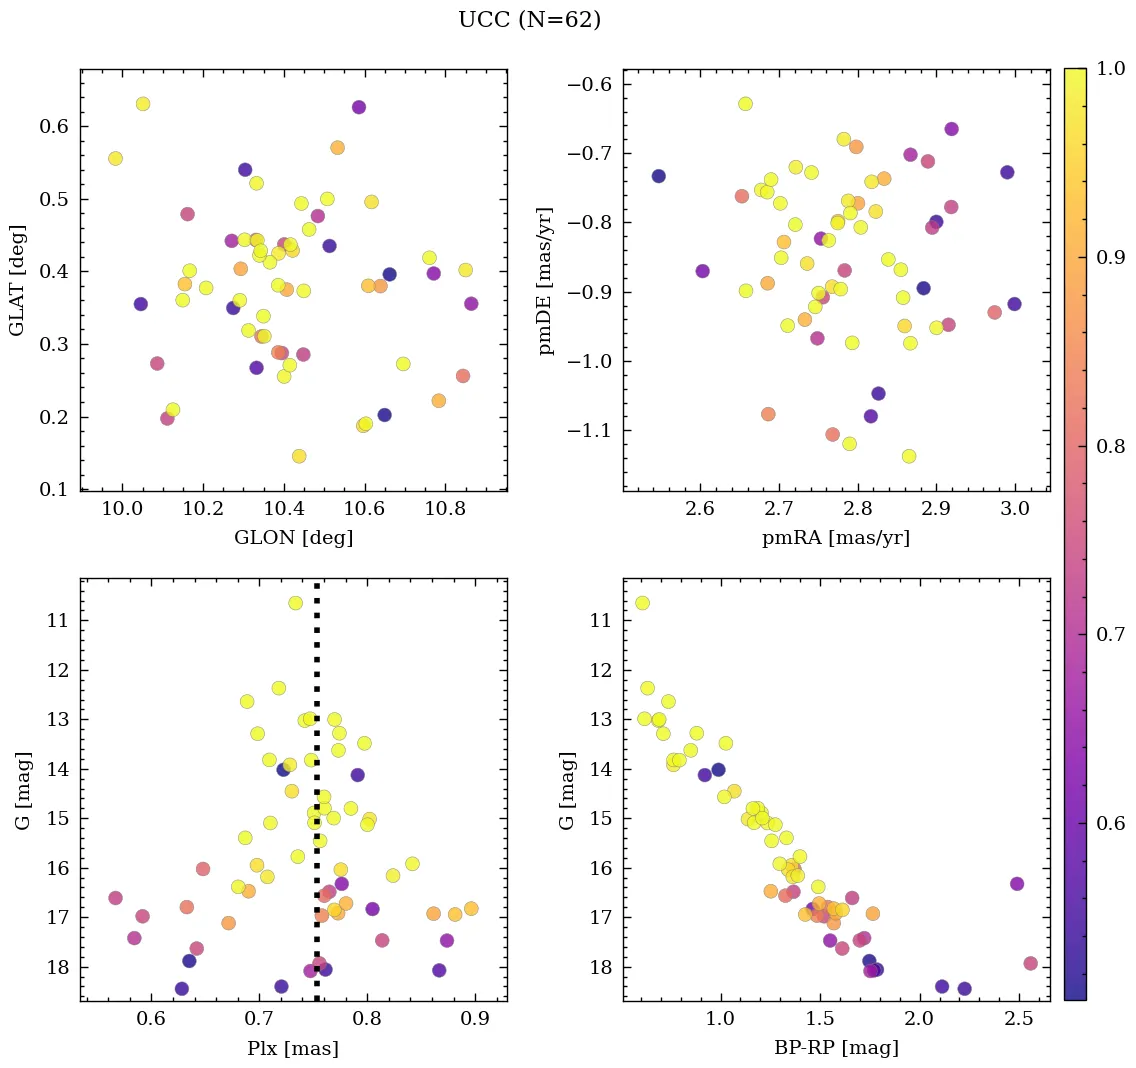 UCC (N=62)
0.6
0.5
0.4
0.3
0.2
0.1
GLAT [deg]
10.0 10.2 10.4 10.6 10.8
GLON [deg]
−0.6
−0.7
−0.8
−0.9
−1.0
−1.1
pmDE [mas/yr]
2.6 2.7 2.8 2.9 3.0
pmRA [mas/yr]
11
12
13
14
15
16
17
18
G [mag]
0.6 0.7 0.8 0.9
Plx [mas]
11
12
13
14
15
16
17
18
G [mag]
1.0 1.5 2.0 2.5
BP-RP [mag]
1.0
0.9
0.8
0.7
0.6